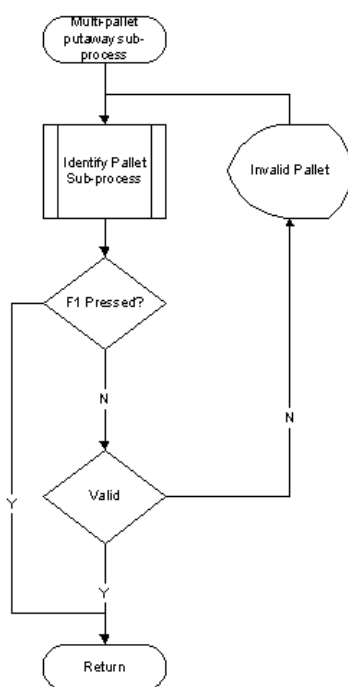 Multi-pallet
putaway sub-
process
Identify Pallet
Sub-process
Invalid Pallet
F1 Pressed?
N
N
Valid
Y
Y
Return